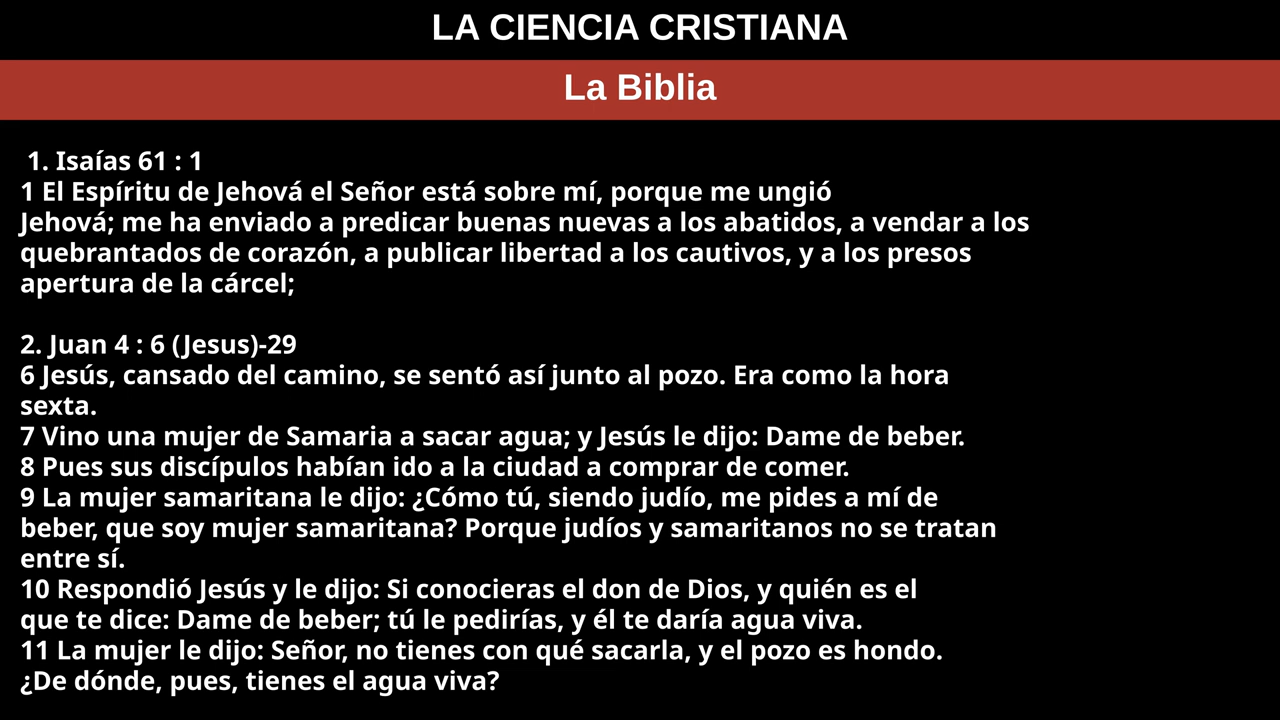 LA CIENCIA CRISTIANA
La Biblia
1. Isaías 61 : 1
1 El Espíritu de Jehová el Señor está sobre mí, porque me ungió
Jehová; me ha enviado a predicar buenas nuevas a los abatidos, a vendar a los
quebrantados de corazón, a publicar libertad a los cautivos, y a los presos
apertura de la cárcel;
2. Juan 4 : 6 (Jesus)-29
6 Jesús, cansado del camino, se sentó así junto al pozo. Era como la hora
sexta.
7 Vino una mujer de Samaria a sacar agua; y Jesús le dijo: Dame de beber.
8 Pues sus discípulos habían ido a la ciudad a comprar de comer.
9 La mujer samaritana le dijo: ¿Cómo tú, siendo judío, me pides a mí de
beber, que soy mujer samaritana? Porque judíos y samaritanos no se tratan
entre sí.
10 Respondió Jesús y le dijo: Si conocieras el don de Dios, y quién es el
que te dice: Dame de beber; tú le pedirías, y él te daría agua viva.
11 La mujer le dijo: Señor, no tienes con qué sacarla, y el pozo es hondo.
¿De dónde, pues, tienes el agua viva?